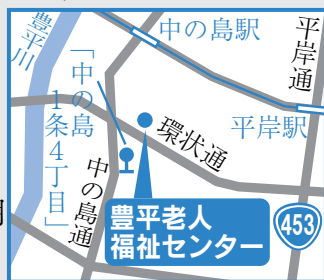 豊平川
中の島駅
平岸通
「中の島
1条4丁目」
環状通
平岸駅
中の島通
豊平老人
福祉センター
453